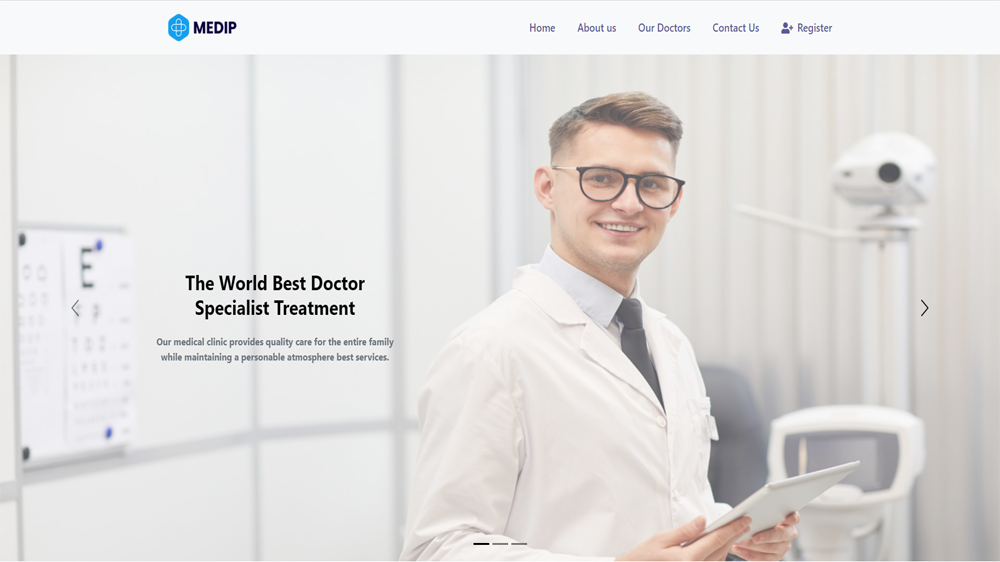 MEDIP
Home
About us
Our Doctors
Contact Us
Register
E
The World Best Doctor
Specialist Treatment
Our medical clinic provides quality care for the entire family
while maintaining a personable atmosphere best services.